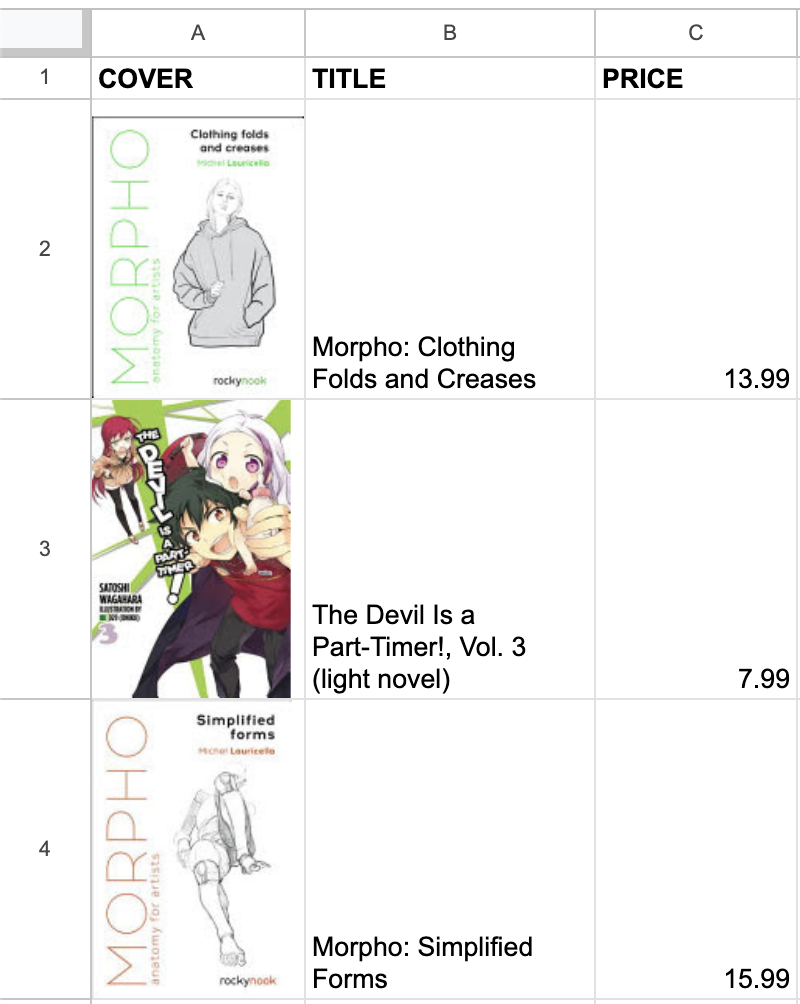 A B C
1 COVER TITLE PRICE
MORPHO
anatomy for artists
Clothing folds
and creases
Michel Lauricella
rockynook
2
Morpho: Clothing
Folds and Creases
13.99
THE
DEVIL
IS
A
PART-
TIMER!
SATOSHI
WAGAHARA
ILLUSTRATION BY
3
3
The Devil Is a
Part-Timer!, Vol. 3
(light novel)
7.99
MORPHO
anatomy for artists
Simplified
forms
Michel Lauricella
rockynook
4
Morpho: Simplified
Forms
15.99